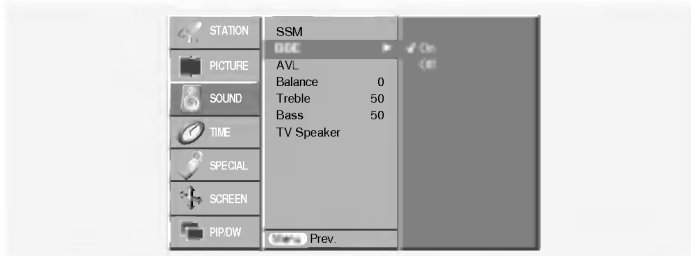 STATION
PICTURE
SOUND
TIME
SPECIAL
SCREEN
PIP/DW
SSM
AVL
Balance 0
Treble 50
Bass 50
TV Speaker
Menu Prev.
On
Off